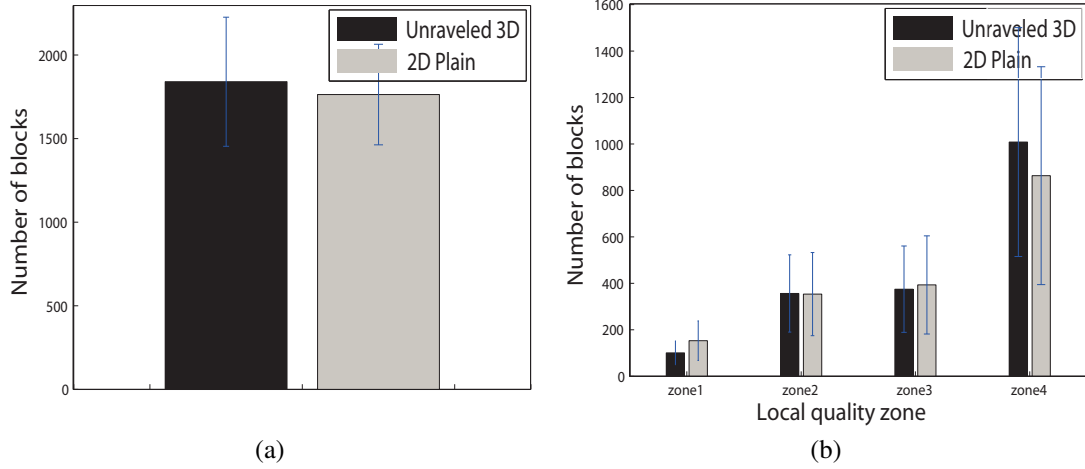 Number of blocks
2000
1500
1000
500
0
Unraveled 3D
2D Plain
(a)
Number of blocks
1600
1400
1200
1000
800
600
400
200
0
Unraveled 3D
2D Plain
zone1 zone2 zone3 zone4
Local quality zone
(b)